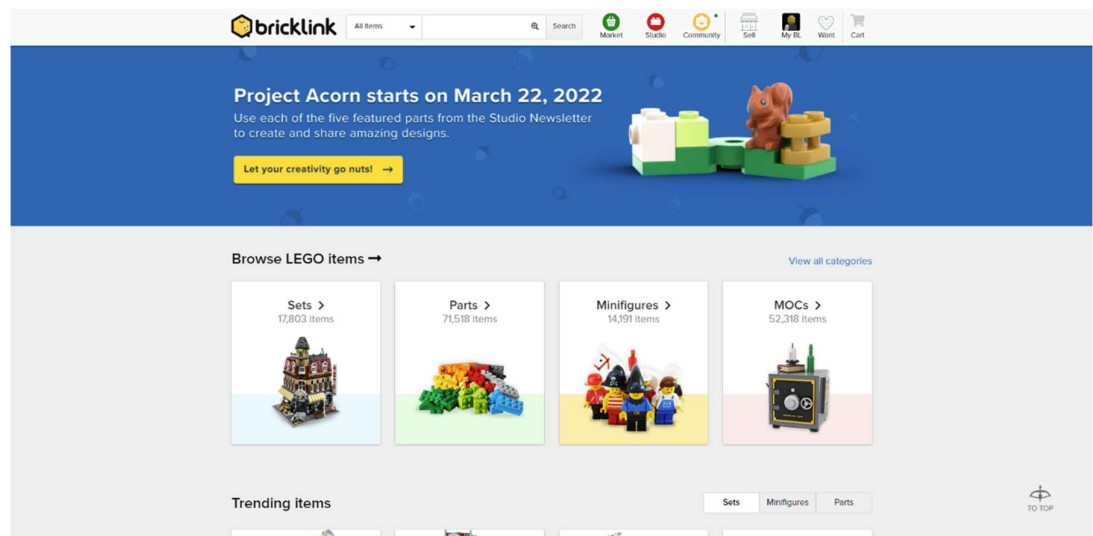 bricklink
All Items
Search
Market
Studio
Community
Sell
My BL
Want
Cart
Project Acorn starts on March 22, 2022
Use each of the five featured parts from the Studio Newsletter
to create and share amazing designs.
Let your creativity go nuts! →
Browse LEGO items →
View all categories
Sets >
17,803 items
Parts >
71,518 items
Minifigures >
14,191 items
MOCs >
52,318 items
Trending items
Sets
Minifigures
Parts
TO TOP